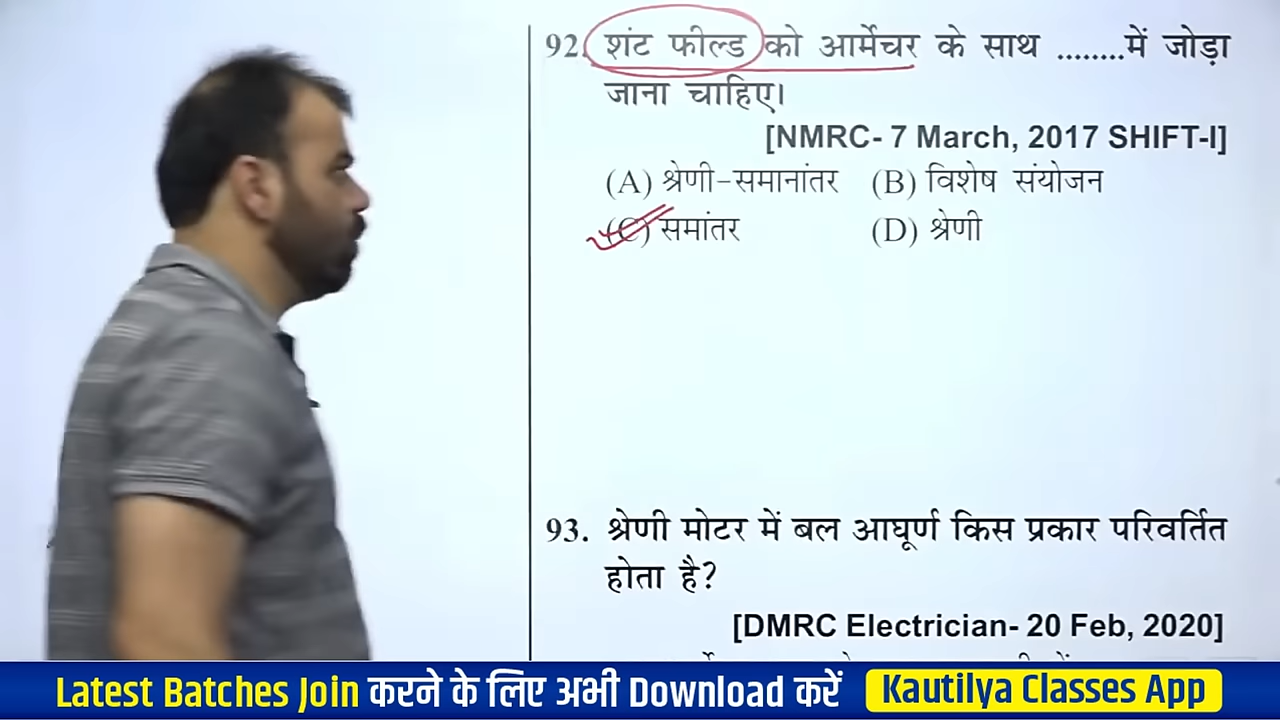 92. शंट फील्ड को आर्मेचर के साथ ........में जोड़ा
जाना चाहिए।
[NMRC- 7 March, 2017 SHIFT-I]
(A) श्रेणी-समानांतर (B) विशेष संयोजन
(C) समांतर (D) श्रेणी
93. श्रेणी मोटर में बल आघूर्ण किस प्रकार परिवर्तित
होता है?
[DMRC Electrician- 20 Feb, 2020]
Latest Batches Join करने के लिए अभी Download करें Kautilya Classes App